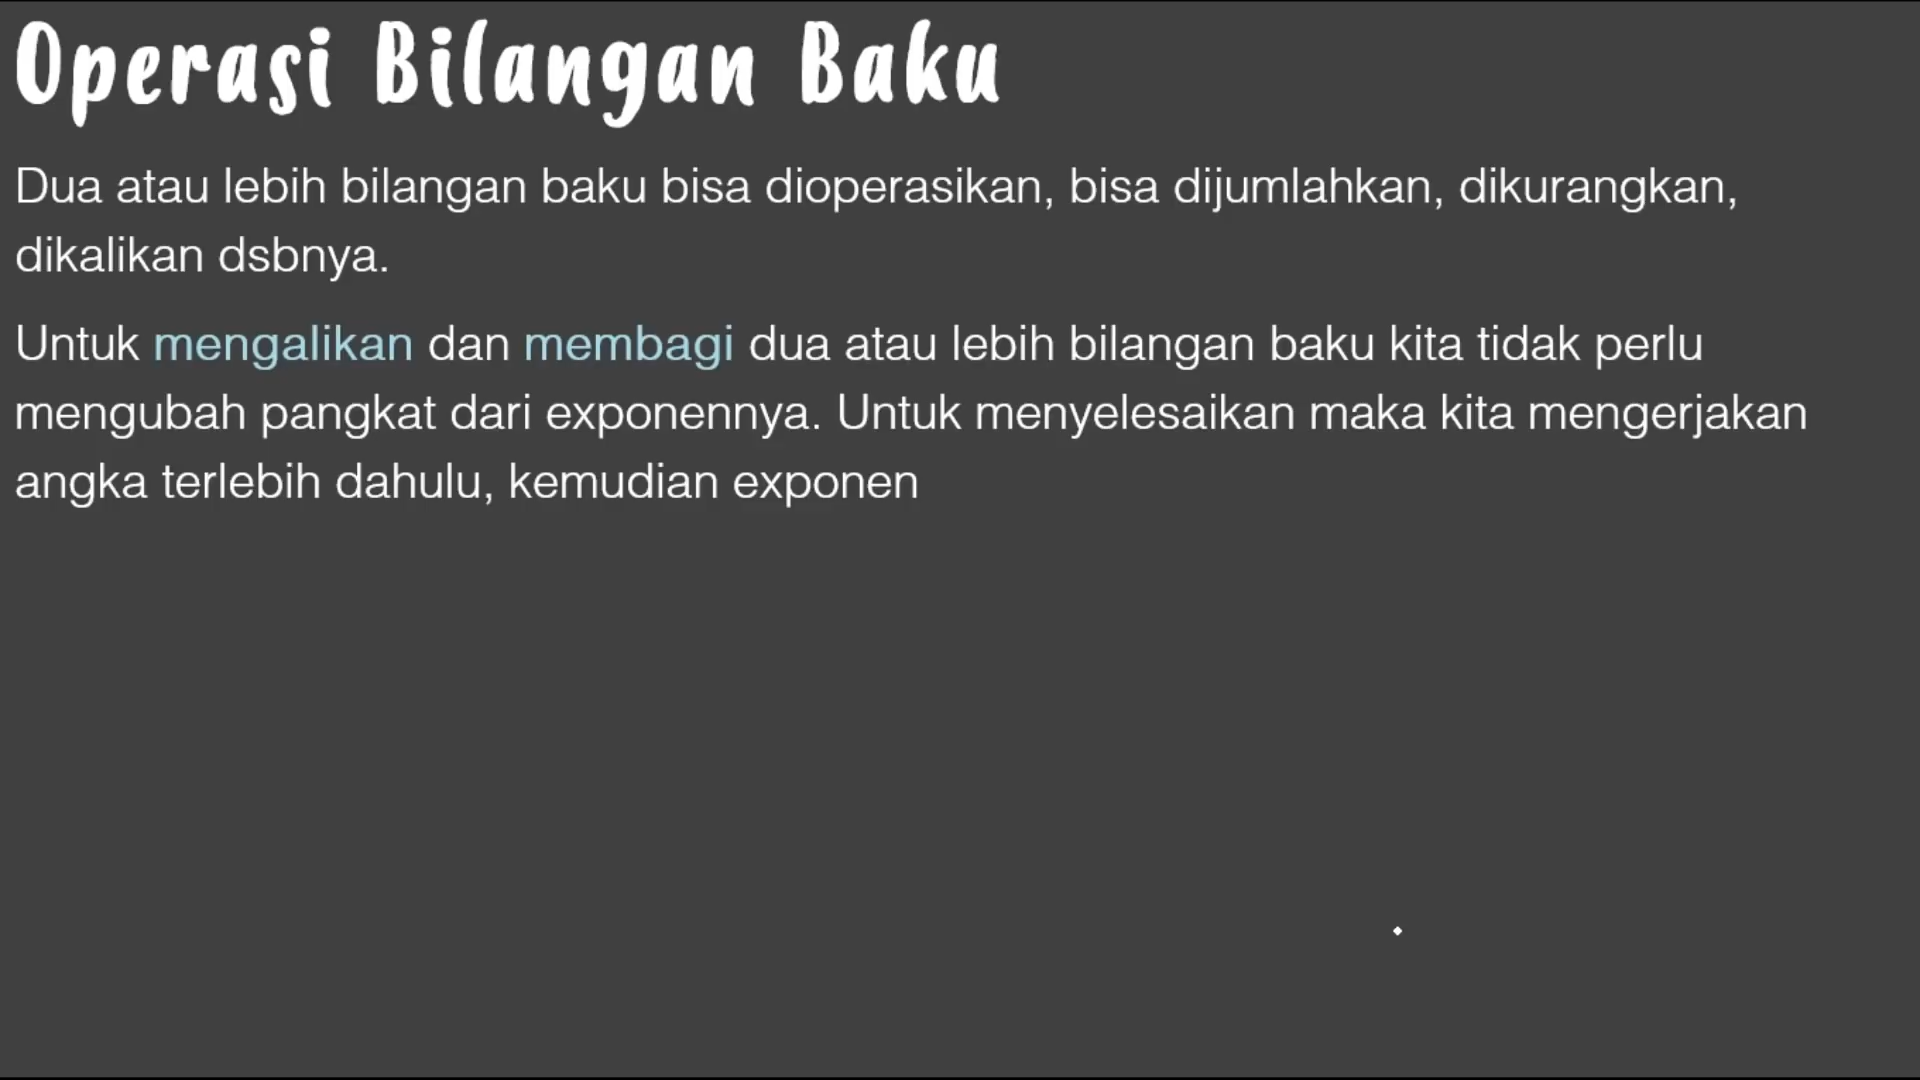 Operasi Bilangan Baku
Dua atau lebih bilangan baku bisa dioperasikan, bisa dijumlahkan, dikurangkan,
dikalikan dsbnya.
Untuk mengalikan dan membagi dua atau lebih bilangan baku kita tidak perlu
mengubah pangkat dari exponennya. Untuk menyelesaikan maka kita mengerjakan
angka terlebih dahulu, kemudian exponen